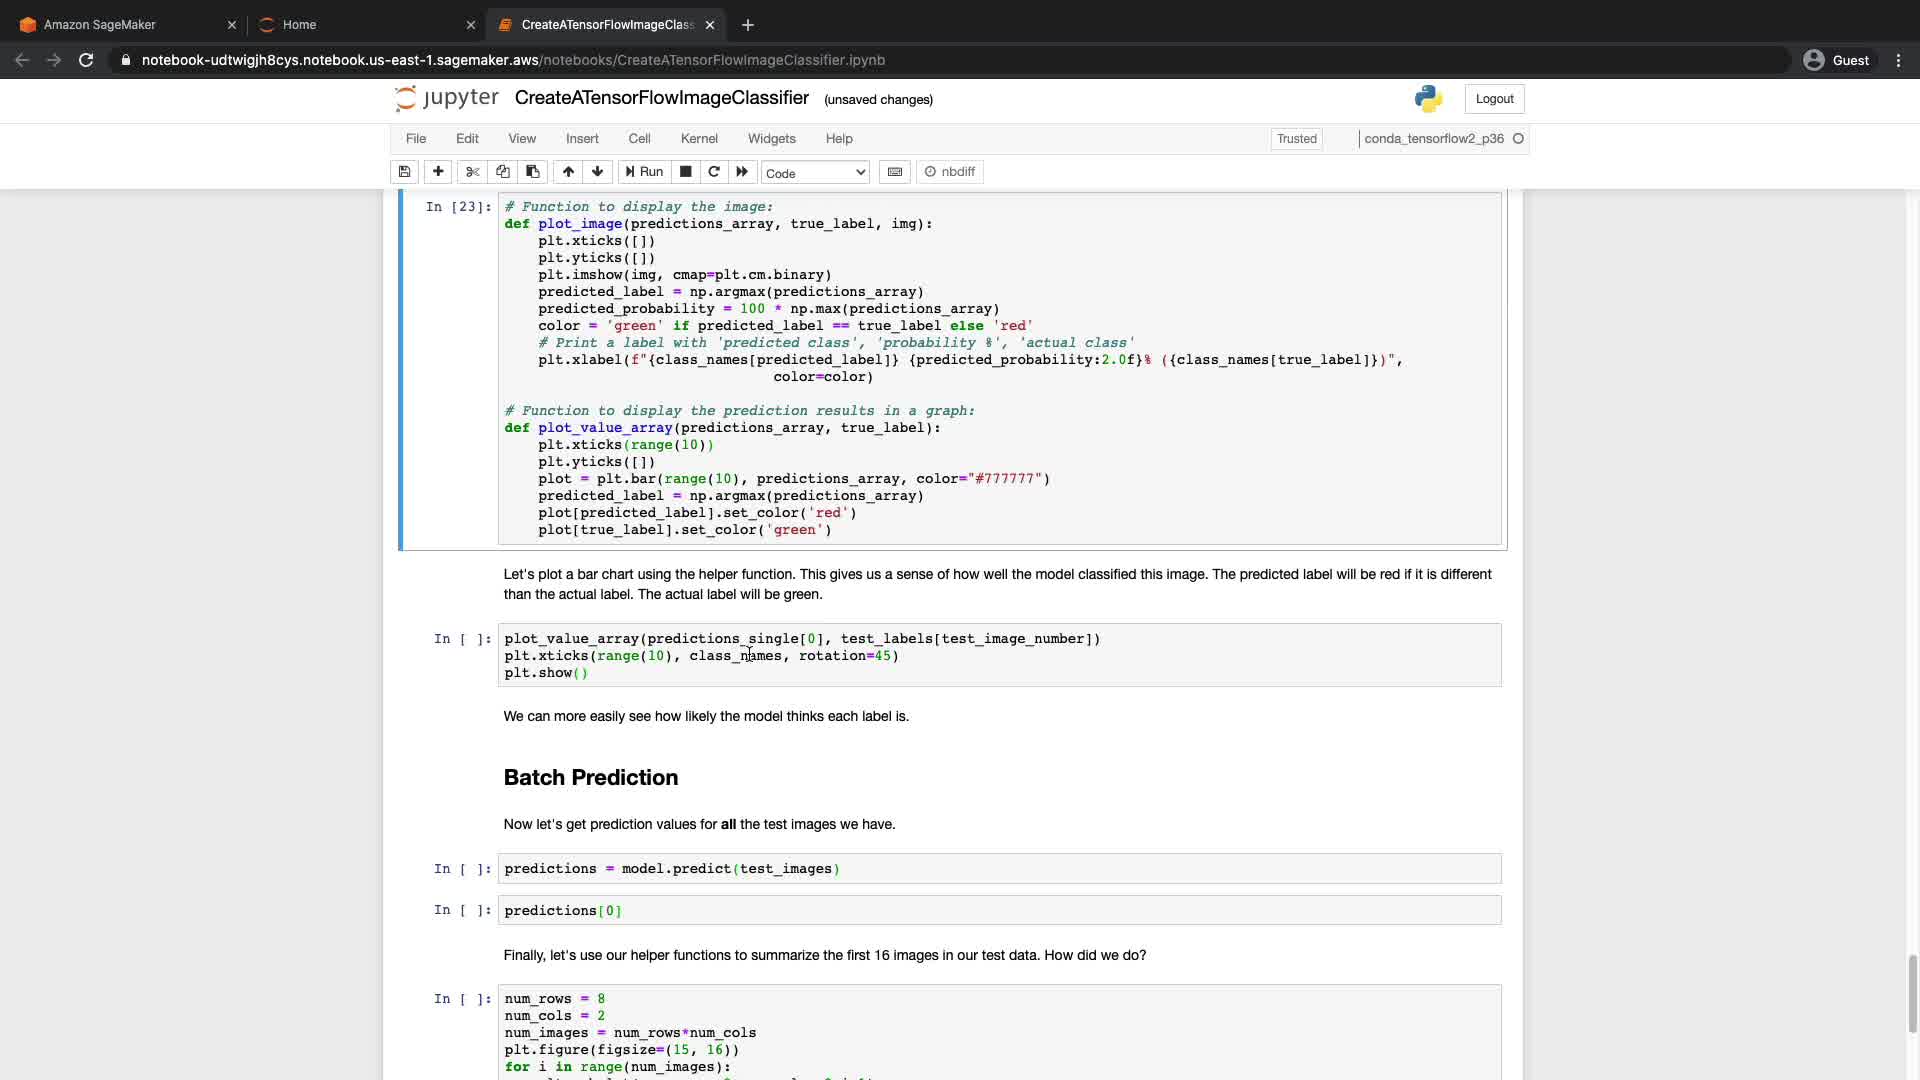 Amazon SageMaker
Home
CreateATensorFlowImageClass
notebook-udtwigjh8cys.notebook.us-east-1.sagemaker.aws/notebooks/CreateATensorFlowImageClassifier.ipynb
Guest
jupyter CreateATensorFlowImageClassifier (unsaved changes)
Logout
File Edit View Insert Cell Kernel Widgets Help
Trusted
conda_tensorflow2_p36
Run
Code
nbdiff
In [23]:
# Function to display the image:
def plot_image(predictions_array, true_label, img):
    plt.xticks([])
    plt.yticks([])
    plt.imshow(img, cmap=plt.cm.binary)
    predicted_label = np.argmax(predictions_array)
    predicted_probability = 100 * np.max(predictions_array)
    color = 'green' if predicted_label == true_label else 'red'
    # Print a label with 'predicted class', 'probability %', 'actual class'
    plt.xlabel(f"{class_names[predicted_label]} {predicted_probability:2.0f}% ({class_names[true_label]})",
                                color=color)
# Function to display the prediction results in a graph:
def plot_value_array(predictions_array, true_label):
    plt.xticks(range(10))
    plt.yticks([])
    plot = plt.bar(range(10), predictions_array, color="#777777")
    predicted_label = np.argmax(predictions_array)
    plot[predicted_label].set_color('red')
    plot[true_label].set_color('green')
Let's plot a bar chart using the helper function. This gives us a sense of how well the model classified this image. The predicted label will be red if it is different
than the actual label. The actual label will be green.
In [ ]:
plot_value_array(predictions_single[0], test_labels[test_image_number])
plt.xticks(range(10), class_names, rotation=45)
plt.show()
We can more easily see how likely the model thinks each label is.
Batch Prediction
Now let's get prediction values for all the test images we have.
In [ ]:
predictions = model.predict(test_images)
In [ ]:
predictions[0]
Finally, let's use our helper functions to summarize the first 16 images in our test data. How did we do?
In [ ]:
num_rows = 8
num_cols = 2
num_images = num_rows*num_cols
plt.figure(figsize=(15, 16))
for i in range(num_images):